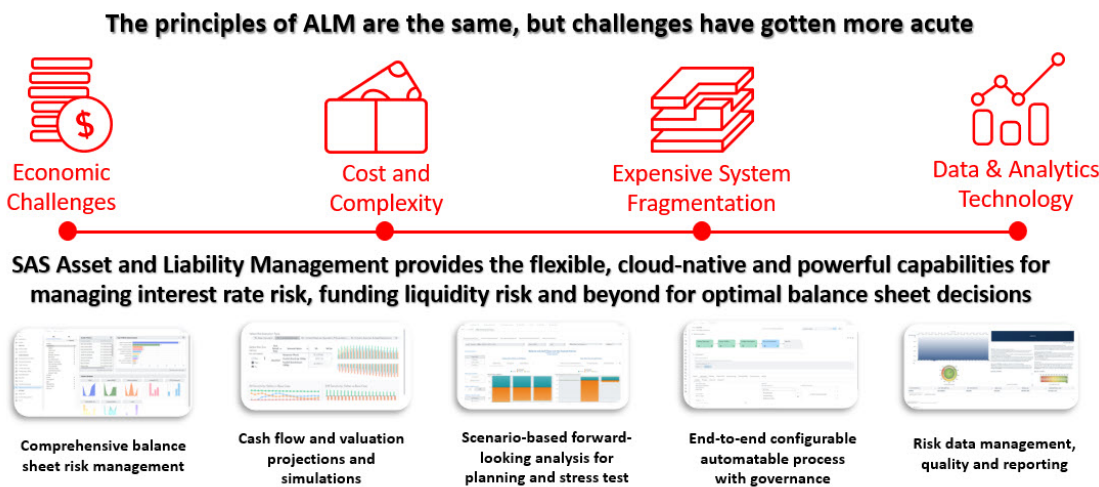 The principles of ALM are the same, but challenges have gotten more acute
$
Economic
Challenges
Cost and
Complexity
Expensive System
Fragmentation
Data & Analytics
Technology
SAS Asset and Liability Management provides the flexible, cloud-native and powerful capabilities for
managing interest rate risk, funding liquidity risk and beyond for optimal balance sheet decisions
Comprehensive balance
sheet risk management
Cash flow and valuation
projections and
simulations
Scenario-based forward-
looking analysis for
planning and stress test
End-to-end configurable
automatable process
with governance
Risk data management,
quality and reporting